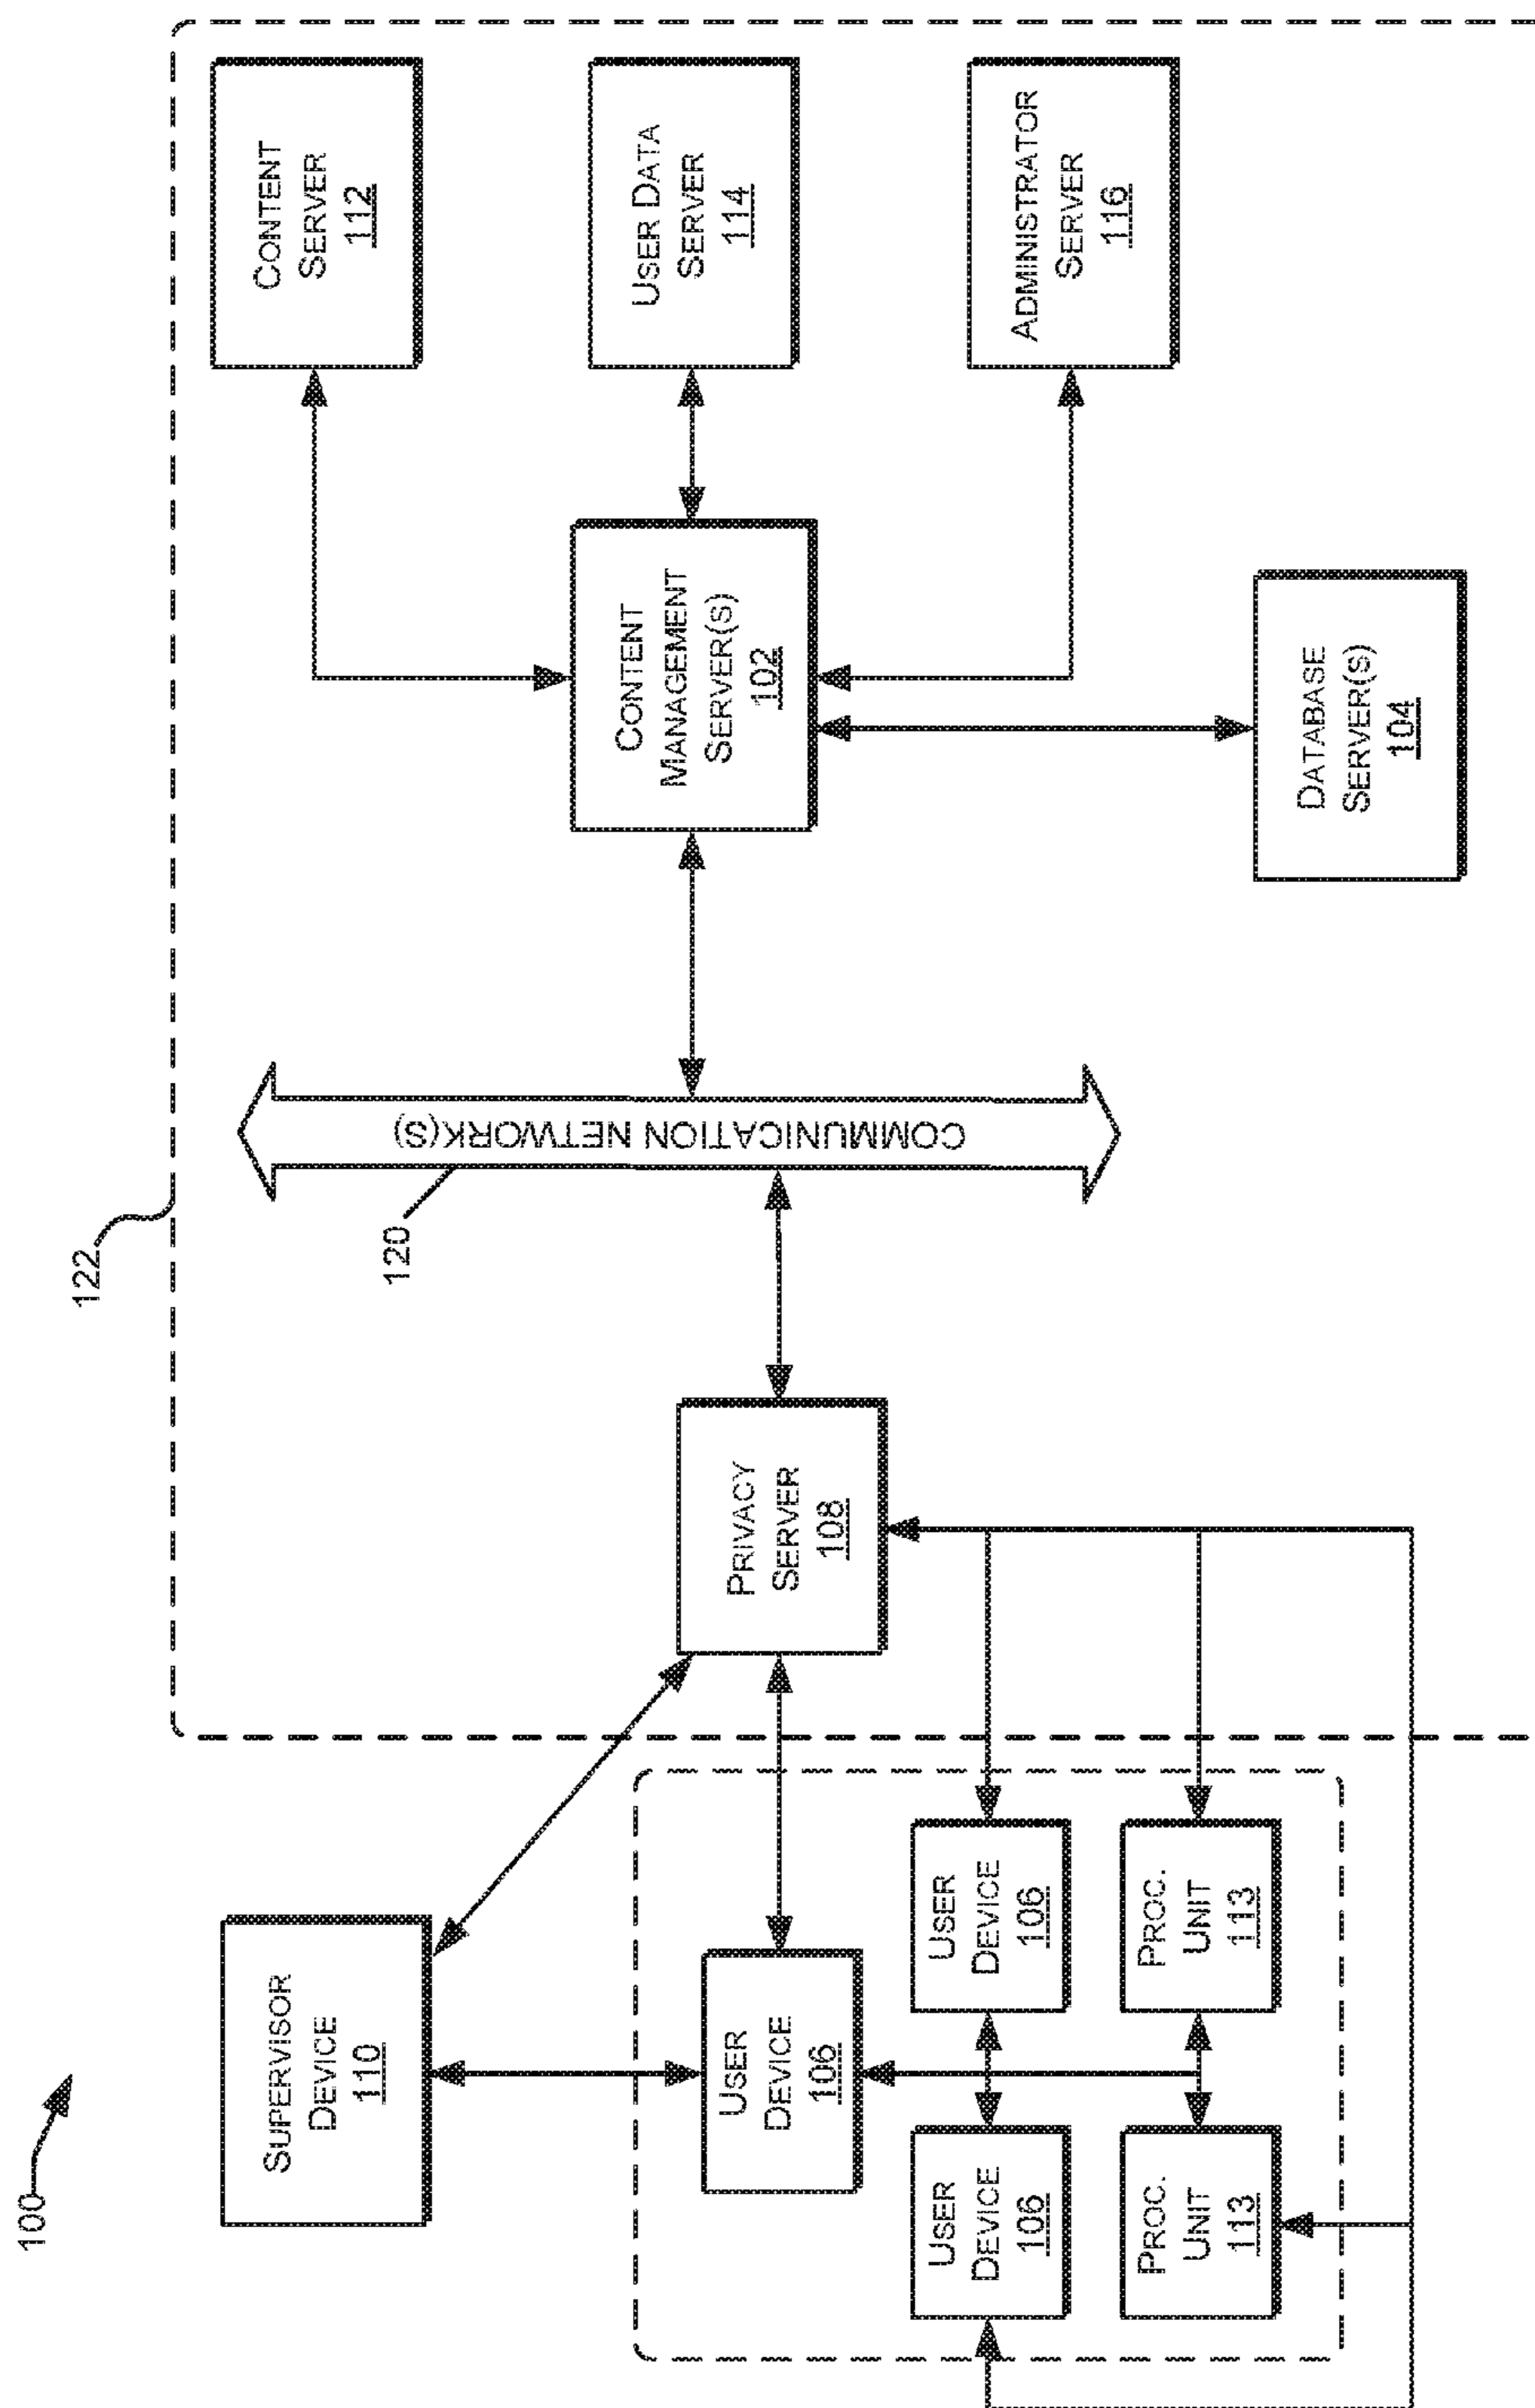 100
SUPERVISOR
DEVICE
110
122
CONTENT
SERVER
112
USER
DEVICE
106
USER
DEVICE
106
USER
DEVICE
106
PROC.
UNIT
113
PROC.
UNIT
113
PRIVACY
SERVER
108
120
COMMUNICATION NETWORK(S)
CONTENT
MANAGEMENT
SERVER(S)
102
USER DATA
SERVER
114
ADMINISTRATOR
SERVER
116
DATABASE
SERVER(S)
104